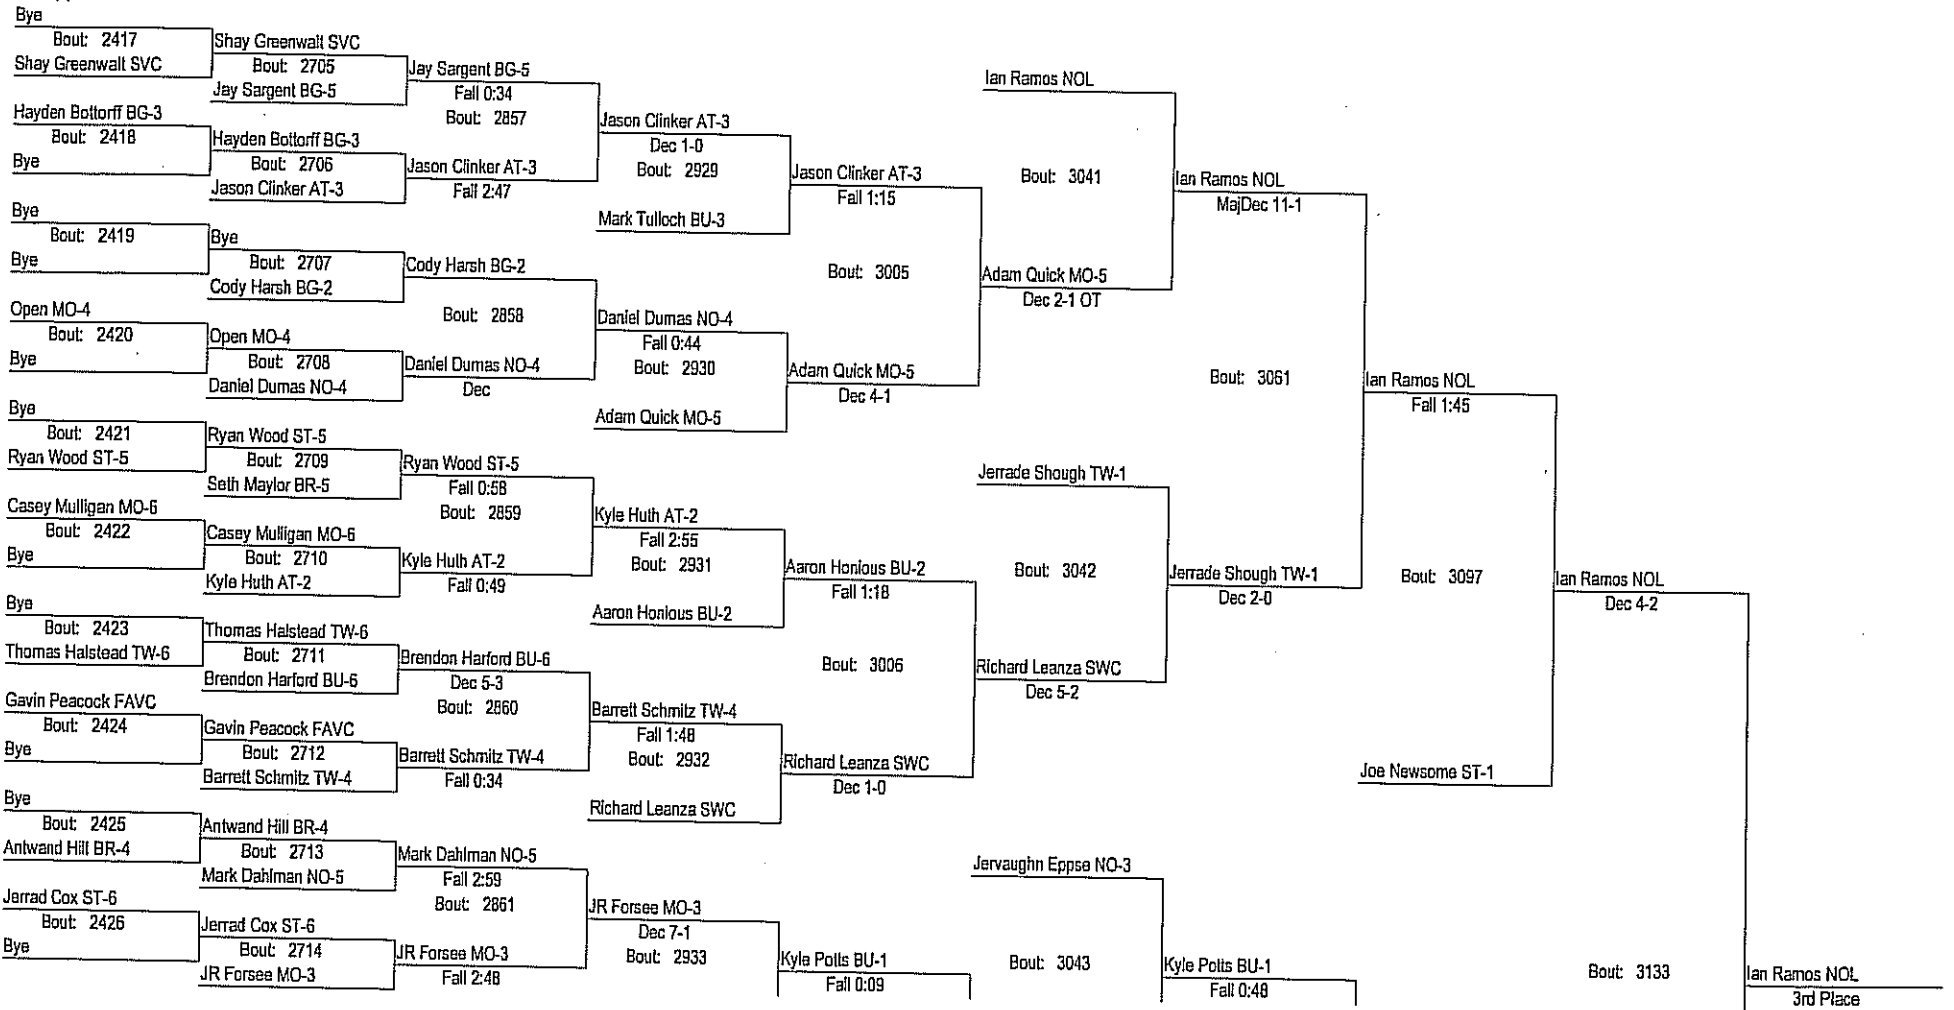 Bye
Bout: 2417
Shay Greenwalt SVC
Shay Greenwalt SVC
Bout: 2705
Jay Sargent BG-5
Jay Sargent BG-5
Fall 0:34
Bout: 2857
Hayden Bottorff BG-3
Bout: 2418
Bye
Hayden Bottorff BG-3
Bout: 2706
Jason Clinker AT-3
Jason Clinker AT-3
Fall 2:47
Jason Clinker AT-3
Dec 1-0
Bout: 2929
Mark Tulloch BU-3
Jason Clinker AT-3
Fall 1:15
Bye
Bout: 2419
Bye
Bye
Bout: 2707
Cody Harsh BG-2
Cody Harsh BG-2
Bout: 2858
Open MO-4
Bout: 2420
Bye
Open MO-4
Bout: 2708
Daniel Dumas NO-4
Daniel Dumas NO-4
Dec
Daniel Dumas NO-4
Fall 0:44
Bout: 2930
Adam Quick MO-5
Adam Quick MO-5
Dec 4-1
Bout: 3005
Ian Ramos NOL
Bout: 3041
Adam Quick MO-5
Dec 2-1 OT
Ian Ramos NOL
MajDec 11-1
Bye
Bout: 2421
Ryan Wood ST-5
Ryan Wood ST-5
Bout: 2709
Seth Maylor BR-5
Ryan Wood ST-5
Fall 0:58
Bout: 2859
Casey Mulligan MO-6
Bout: 2422
Bye
Casey Mulligan MO-6
Bout: 2710
Kyle Huth AT-2
Kyle Huth AT-2
Fall 0:49
Kyle Huth AT-2
Fall 2:55
Bout: 2931
Aaron Honious BU-2
Aaron Honious BU-2
Fall 1:18
Bye
Bout: 2423
Thomas Halstead TW-6
Thomas Halstead TW-6
Bout: 2711
Brendon Harford BU-6
Brendon Harford BU-6
Dec 5-3
Bout: 2860
Gavin Peacock FAVC
Bout: 2424
Bye
Gavin Peacock FAVC
Bout: 2712
Barrett Schmitz TW-4
Barrett Schmitz TW-4
Fall 0:34
Barrett Schmitz TW-4
Fall 1:48
Bout: 2932
Richard Leanza SWC
Richard Leanza SWC
Dec 1-0
Bout: 3006
Jerrade Shough TW-1
Bout: 3042
Richard Leanza SWC
Dec 5-2
Jerrade Shough TW-1
Dec 2-0
Bout: 3061
Ian Ramos NOL
Fall 1:45
Bout: 3097
Joe Newsome ST-1
Ian Ramos NOL
Dec 4-2
Bye
Bout: 2425
Antwand Hill BR-4
Antwand Hill BR-4
Bout: 2713
Mark Dahlman NO-5
Mark Dahlman NO-5
Fall 2:59
Bout: 2861
Jerrad Cox ST-6
Bout: 2426
Bye
Jerrad Cox ST-6
Bout: 2714
JR Forsee MO-3
JR Forsee MO-3
Fall 2:48
JR Forsee MO-3
Dec 7-1
Bout: 2933
Kyle Potts BU-1
Fall 0:09
Jervaughn Eppse NO-3
Bout: 3043
Kyle Potts BU-1
Fall 0:48
Bout: 3133
Ian Ramos NOL
3rd Place